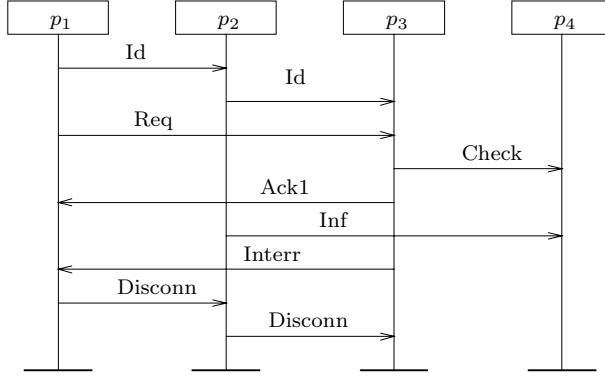 p1 p2 p3 p4
Id
Id
Req
Check
Ack1
Inf
Interr
Disconn
Disconn